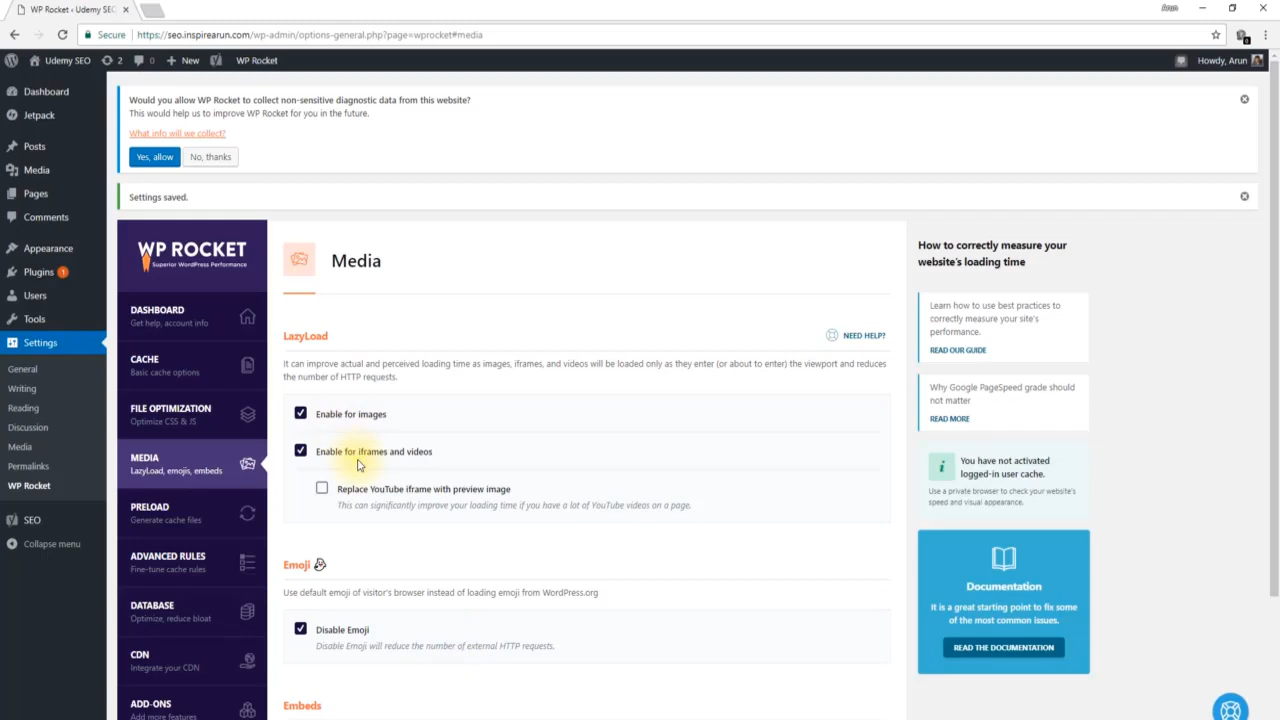 WP Rocket ‹ Udemy SEO
Arun
Secure
https://seo.inspirearun.com/wp-admin/options-general.php?page=wprocket#media
Udemy SEO
2
0
New
WP Rocket
Howdy, Arun
Dashboard
Jetpack
Posts
Media
Pages
Comments
Appearance
Plugins 1
Users
Tools
Settings
General
Writing
Reading
Discussion
Media
Permalinks
WP Rocket
SEO
Collapse menu
Would you allow WP Rocket to collect non-sensitive diagnostic data from this website?
This would help us to improve WP Rocket for you in the future.
What info will we collect?
Yes, allow
No, thanks
Settings saved.
WP ROCKET
Superior WordPress Performance
DASHBOARD
Get help, account info
CACHE
Basic cache options
FILE OPTIMIZATION
Optimize CSS & JS
MEDIA
LazyLoad, emojis, embeds
PRELOAD
Generate cache files
ADVANCED RULES
Fine-tune cache rules
DATABASE
Optimize, reduce bloat
CDN
Integrate your CDN
ADD-ONS
Add more features
Media
LazyLoad
NEED HELP?
It can improve actual and perceived loading time as images, iframes, and videos will be loaded only as they enter (or about to enter) the viewport and reduces
the number of HTTP requests.
Enable for images
Enable for iframes and videos
Replace YouTube iframe with preview image
This can significantly improve your loading time if you have a lot of YouTube videos on a page.
Emoji
Use default emoji of visitor's browser instead of loading emoji from WordPress.org
Disable Emoji
Disable Emoji will reduce the number of external HTTP requests.
Embeds
How to correctly measure your
website's loading time
Learn how to use best practices to
correctly measure your site's
performance.
READ OUR GUIDE
Why Google PageSpeed grade should
not matter
READ MORE
You have not activated
logged-in user cache.
Use a private browser to check your website's
speed and visual appearance.
Documentation
It is a great starting point to fix some
of the most common issues.
READ THE DOCUMENTATION